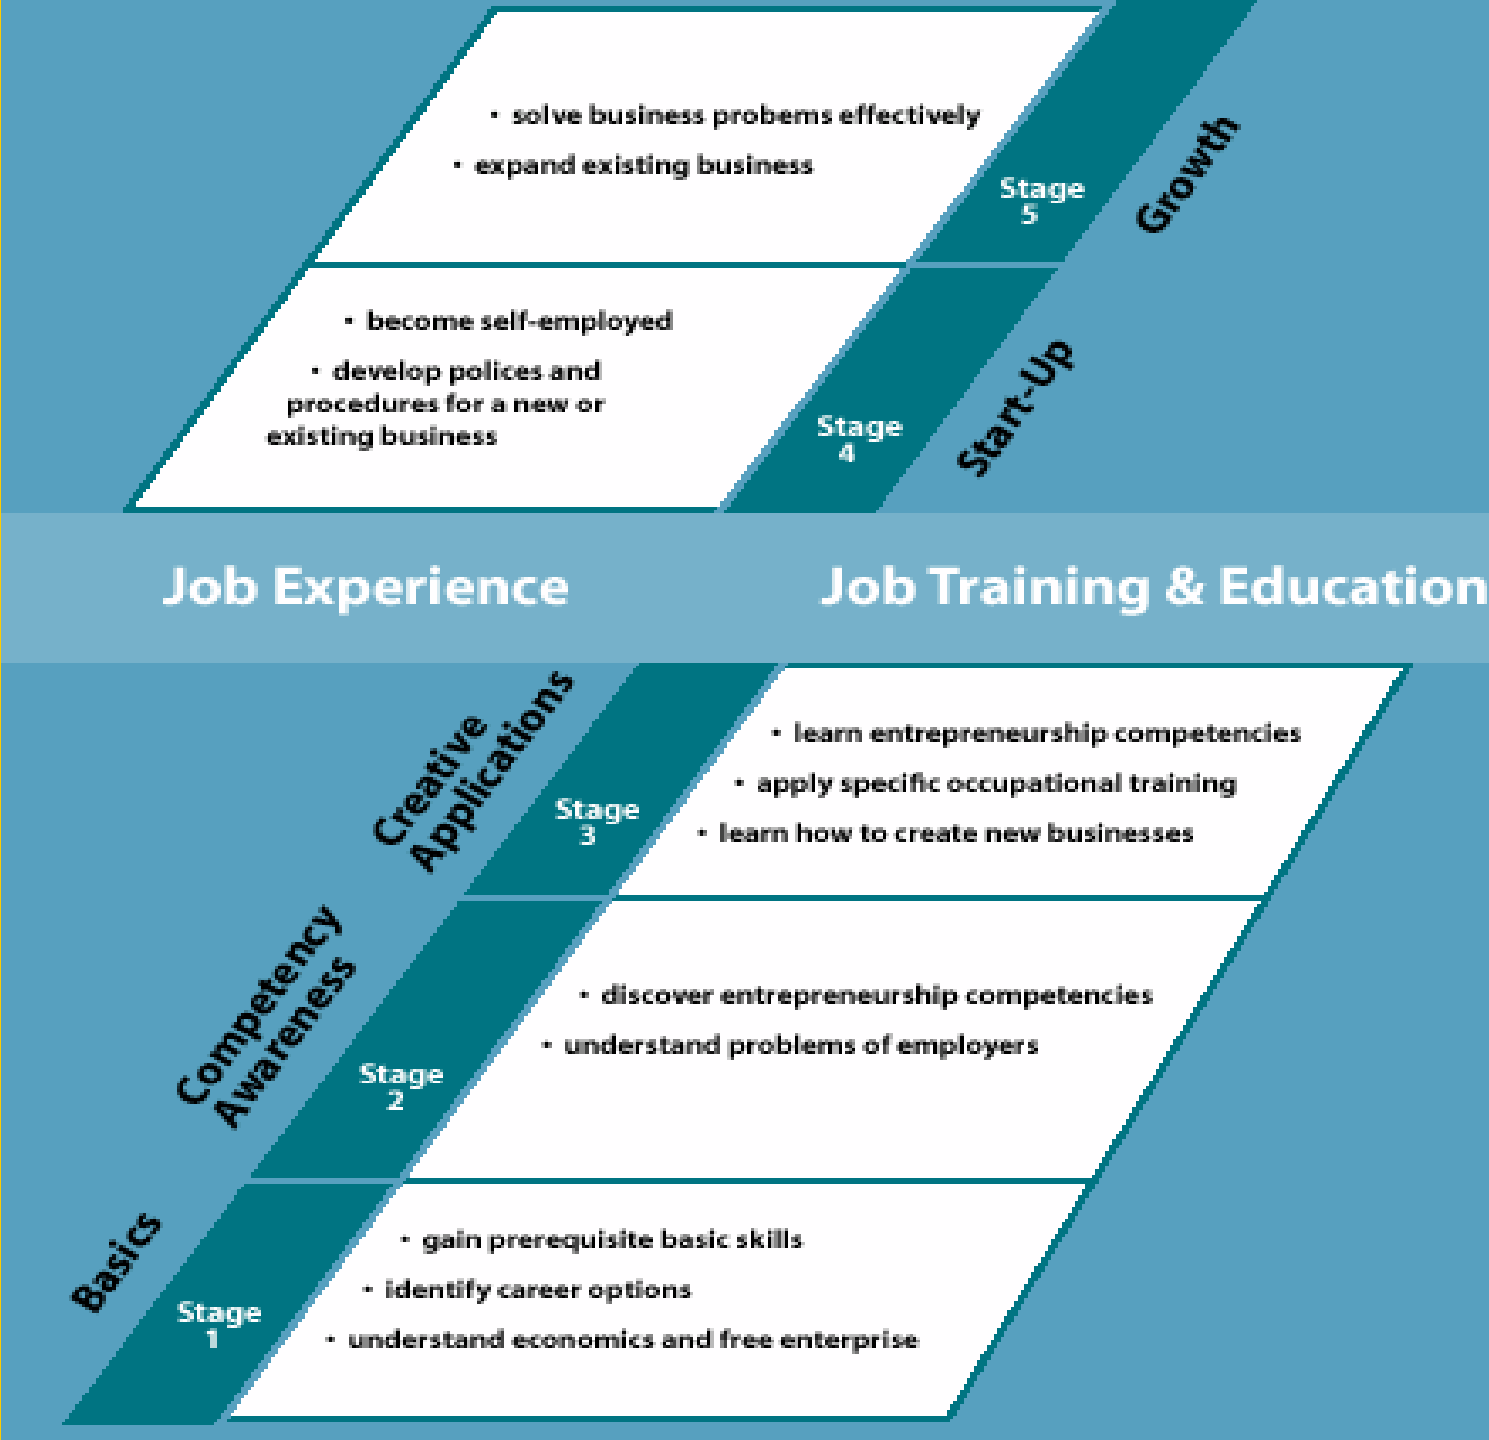 • solve business probems effectively
• expand existing business
Stage
5
Growth
• become self-employed
• develop polices and
procedures for a new or
existing business
Stage
4
Start-Up
Job Experience
Job Training & Education
Creative
Applications
Stage
3
• learn entrepreneurship competencies
• apply specific occupational training
• learn how to create new businesses
Competency
Awareness
Stage
2
• discover entrepreneurship competencies
• understand problems of employers
Basics
Stage
1
• gain prerequisite basic skills
• identify career options
• understand economics and free enterprise